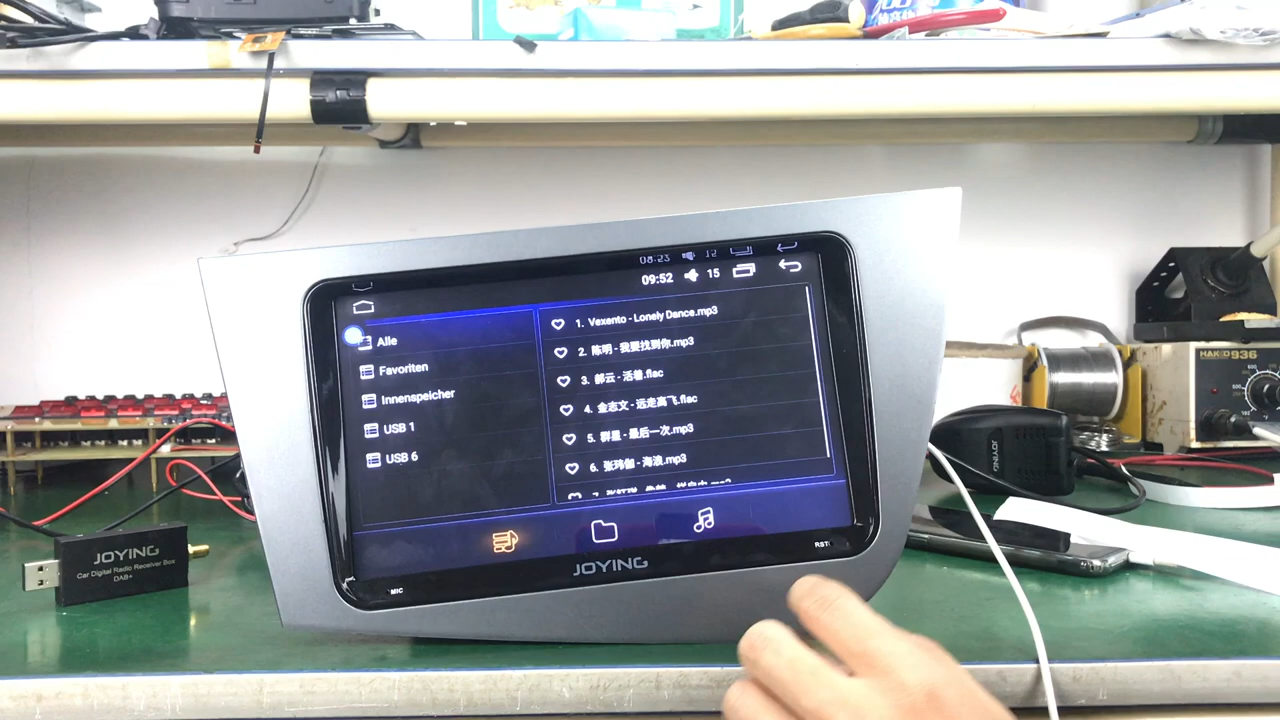 09:52 15
Alle
Favoriten
Innenspeicher
USB 1
USB 6
1. Vexento - Lonely Dance.mp3
2. 陈明 - 我要找到你.mp3
3. 郝云 - 活着.flac
4. 金志文 - 远走高飞.flac
5. 群星 - 最后一次.mp3
6. 张玮伽 - 海浪.mp3
JOYING
MIC
RST
JOYING
Car Digital Radio Receiver Box
DAB+
JOYING
HAKKO 936